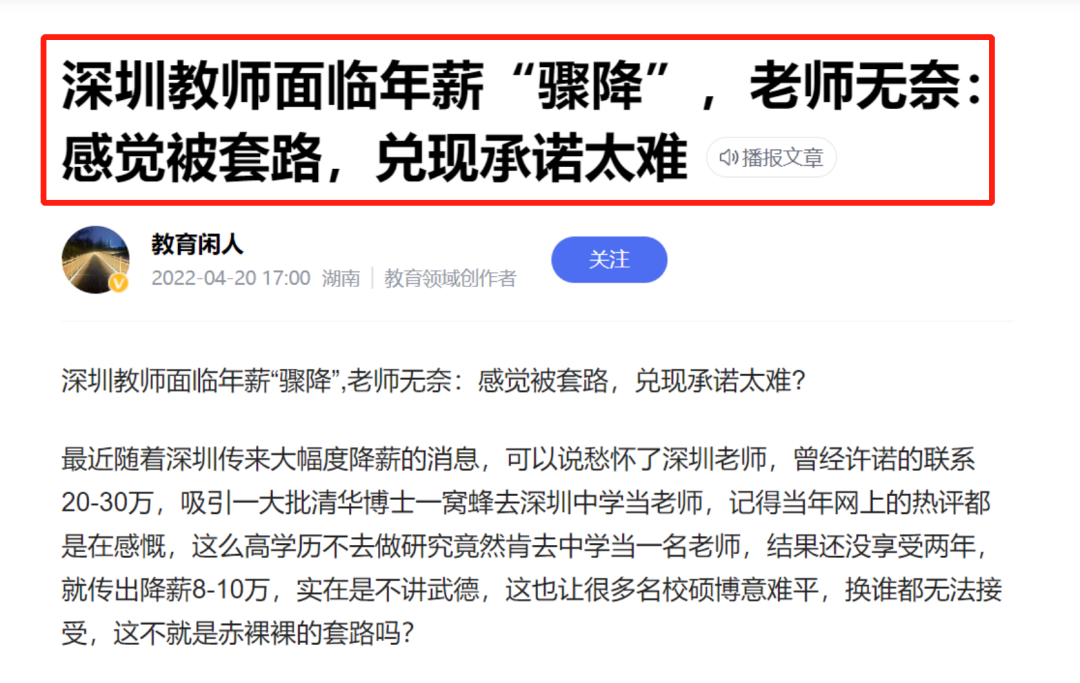 深圳教师面临年薪“骤降”，老师无奈：
感觉被套路，兑现承诺太难 播报文章
教育闲人
2022-04-20 17:00 湖南 | 教育领域创作者
关注
深圳教师面临年薪“骤降”,老师无奈：感觉被套路，兑现承诺太难？
最近随着深圳传来大幅度降薪的消息，可以说愁怀了深圳老师，曾经许诺的联系
20-30万，吸引一大批清华博士一窝蜂去深圳中学当老师，记得当年网上的热评都
是在感慨，这么高学历不去做研究竟然肯去中学当一名老师，结果还没享受两年，
就传出降薪8-10万，实在是不讲武德，这也让很多名校硕博意难平，换谁都无法接
受，这不就是赤裸裸的套路吗？